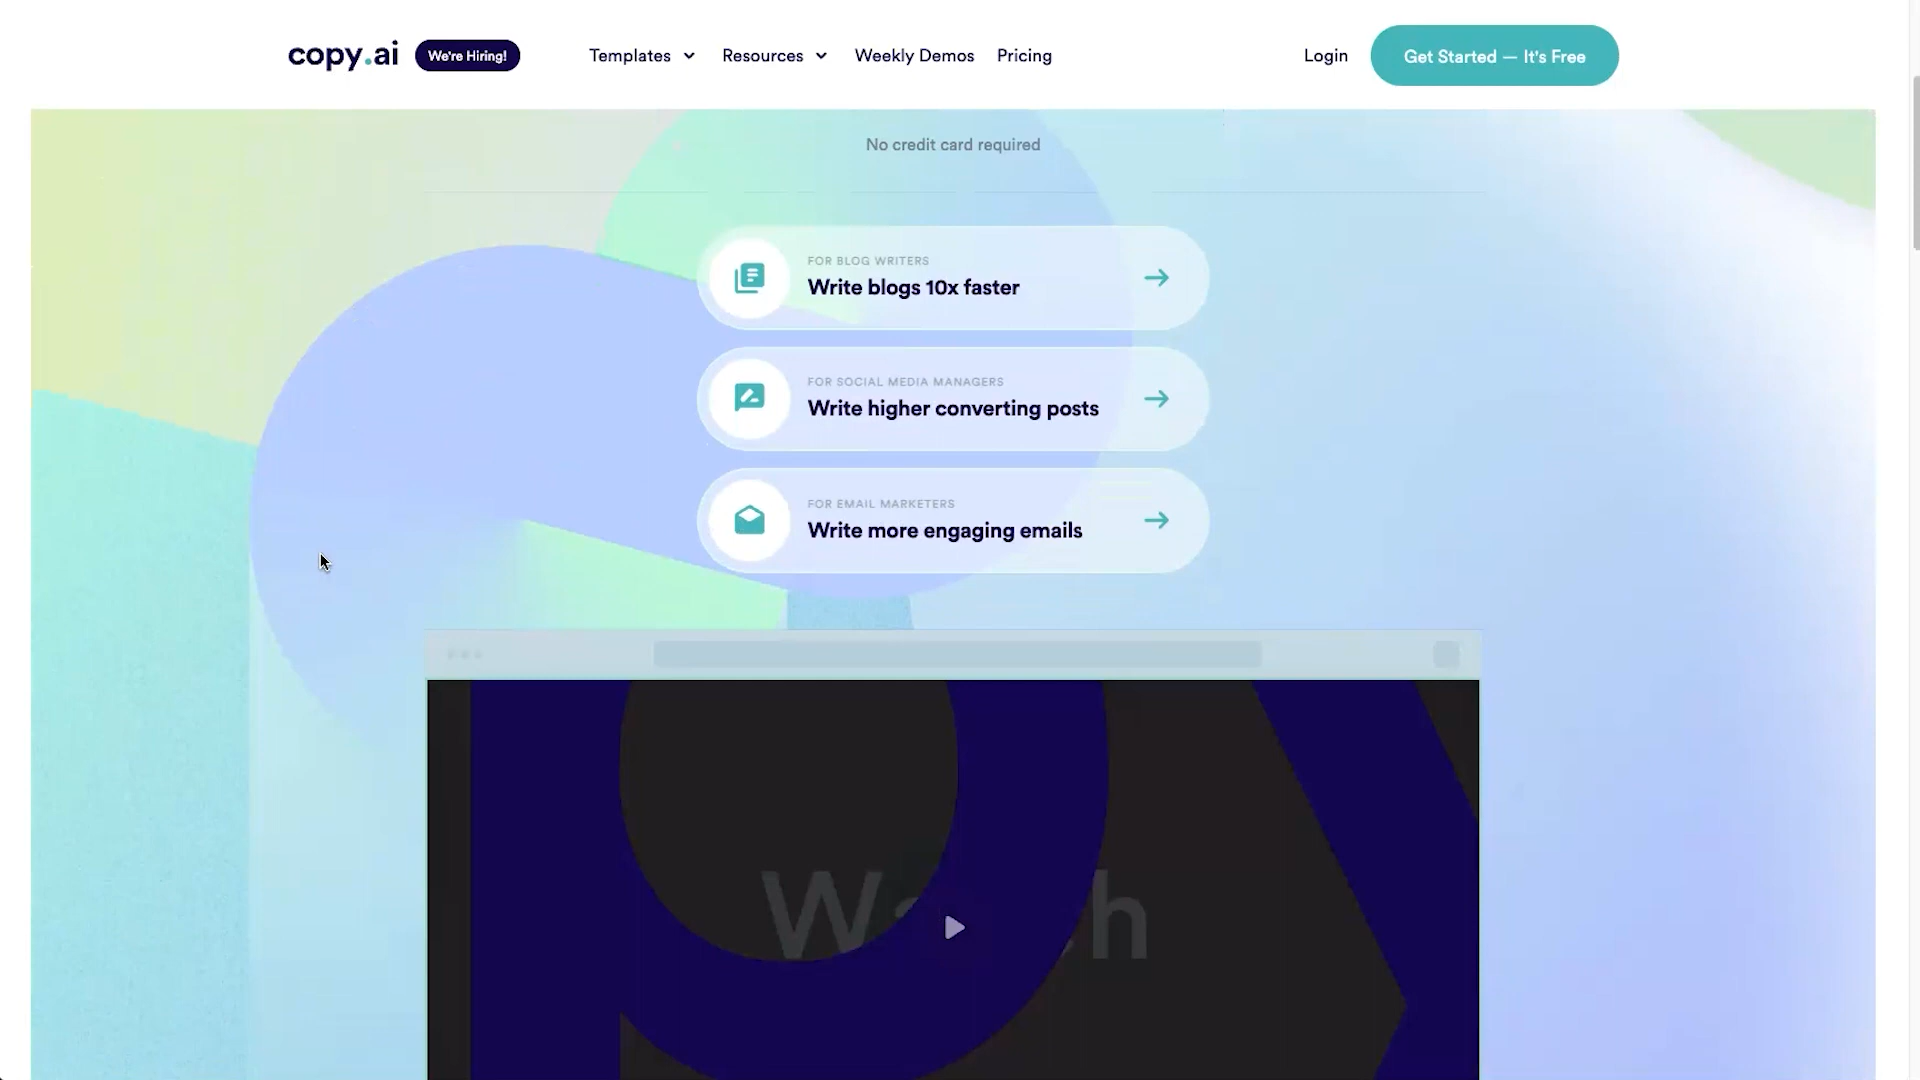 copy.ai We're Hiring! Templates Resources Weekly Demos Pricing Login Get Started — It's Free
No credit card required
FOR BLOG WRITERS
Write blogs 10x faster
FOR SOCIAL MEDIA MANAGERS
Write higher converting posts
FOR EMAIL MARKETERS
Write more engaging emails